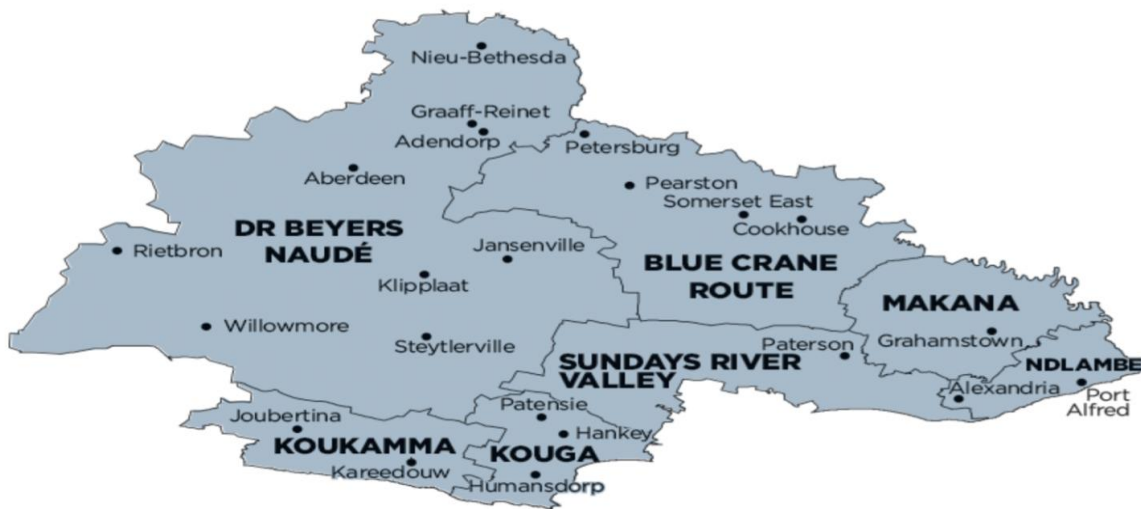 Nieu-Bethesda
Graaff-Reinet
Adendorp
Petersburg
Aberdeen
Pearston
Somerset East
Cookhouse
DR BEYERS
NAUDÉ
Rietbron
Jansenville
Klipplaat
BLUE CRANE
ROUTE
MAKANA
Willowmore
Steytlerville
Grahamstown
SUNDAYS RIVER
VALLEY
Paterson
NDLAMBE
Alexandria
Port
Alfred
Joubertina
KOUKAMMA
Kareedouw
Patensie
Hankey
KOUGA
Humansdorp